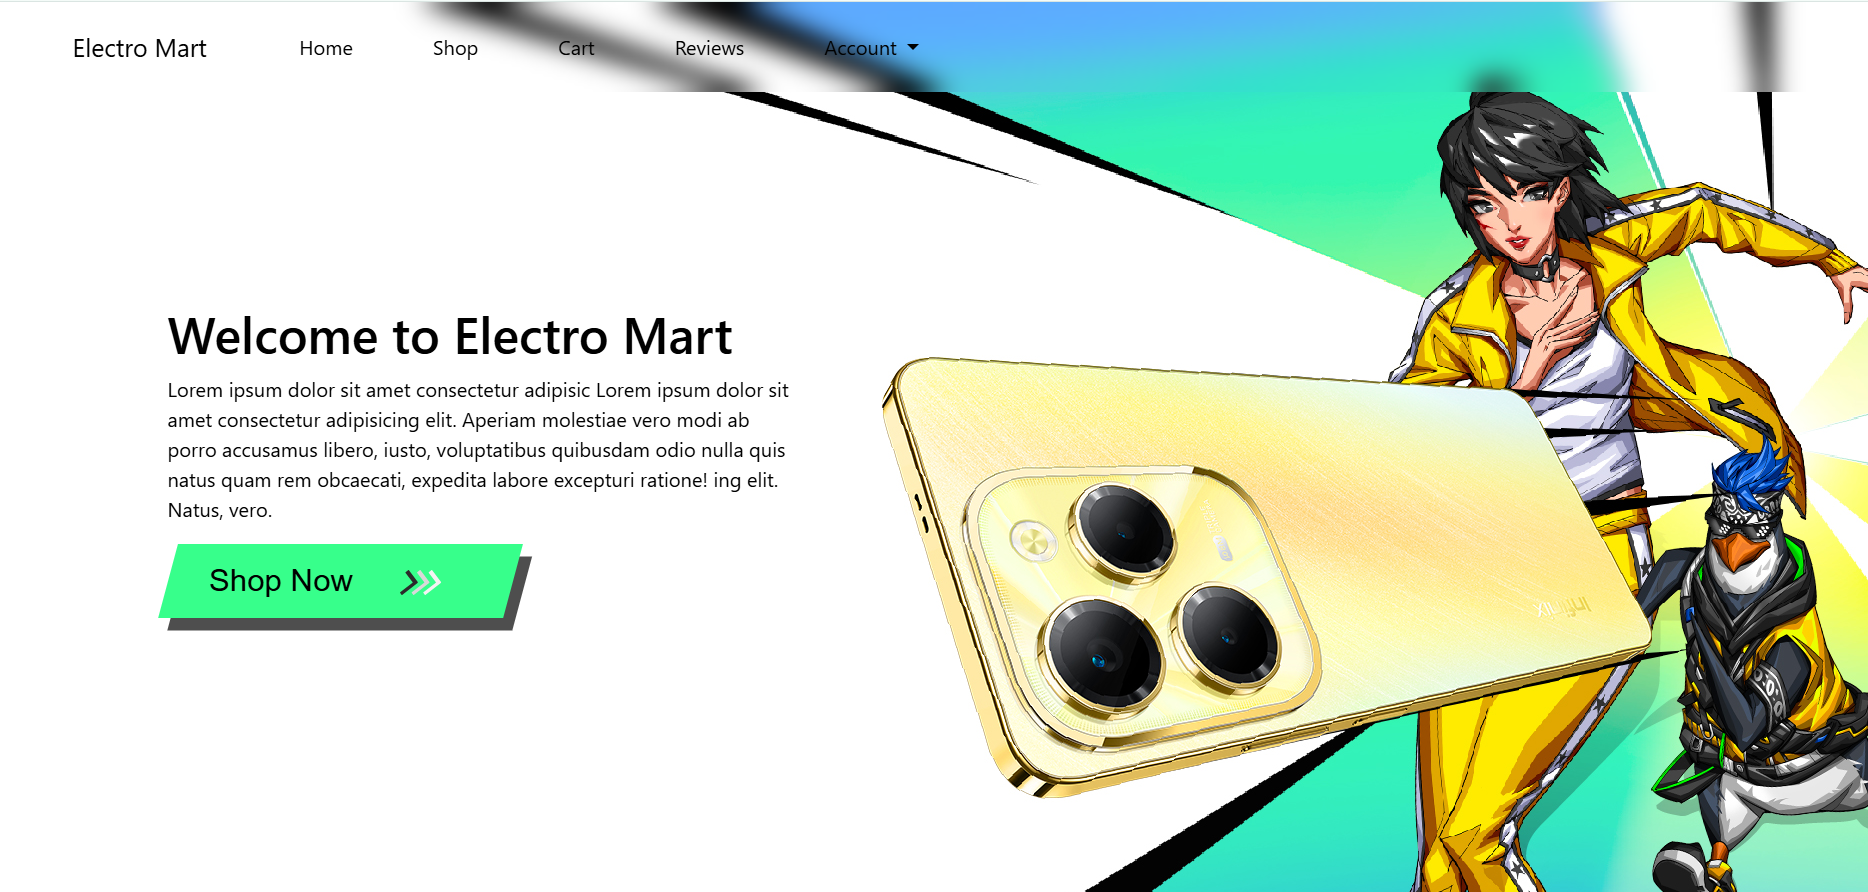 Electro Mart
Home
Shop
Cart
Reviews
Account
Welcome to Electro Mart
Lorem ipsum dolor sit amet consectetur adipisic Lorem ipsum dolor sit
amet consectetur adipisicing elit. Aperiam molestiae vero modi ab
porro accusamus libero, iusto, voluptatibus quibusdam odio nulla quis
natus quam rem obcaecati, expedita labore excepturi ratione! ing elit.
Natus, vero.
Shop Now
Infinix